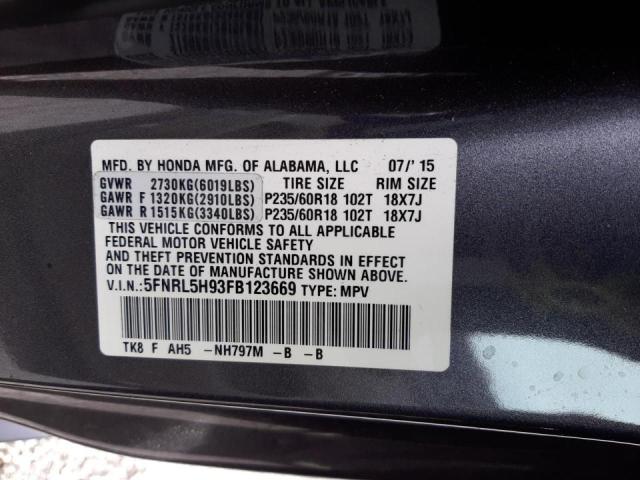 MFD. BY HONDA MFG. OF ALABAMA, LLC 07/'15
GVWR 2730KG(6019LBS) TIRE SIZE RIM SIZE
GAWR F 1320KG(2910LBS) P235/60R18 102T 18X7J
GAWR R 1515KG(3340LBS) P235/60R18 102T 18X7J
THIS VEHICLE CONFORMS TO ALL APPLICABLE
FEDERAL MOTOR VEHICLE SAFETY
AND THEFT PREVENTION STANDARDS IN EFFECT
ON THE DATE OF MANUFACTURE SHOWN ABOVE.
V.I.N.:5FNRL5H93FB123669 TYPE: MPV
TK8 F AH5 -NH797M -B -B